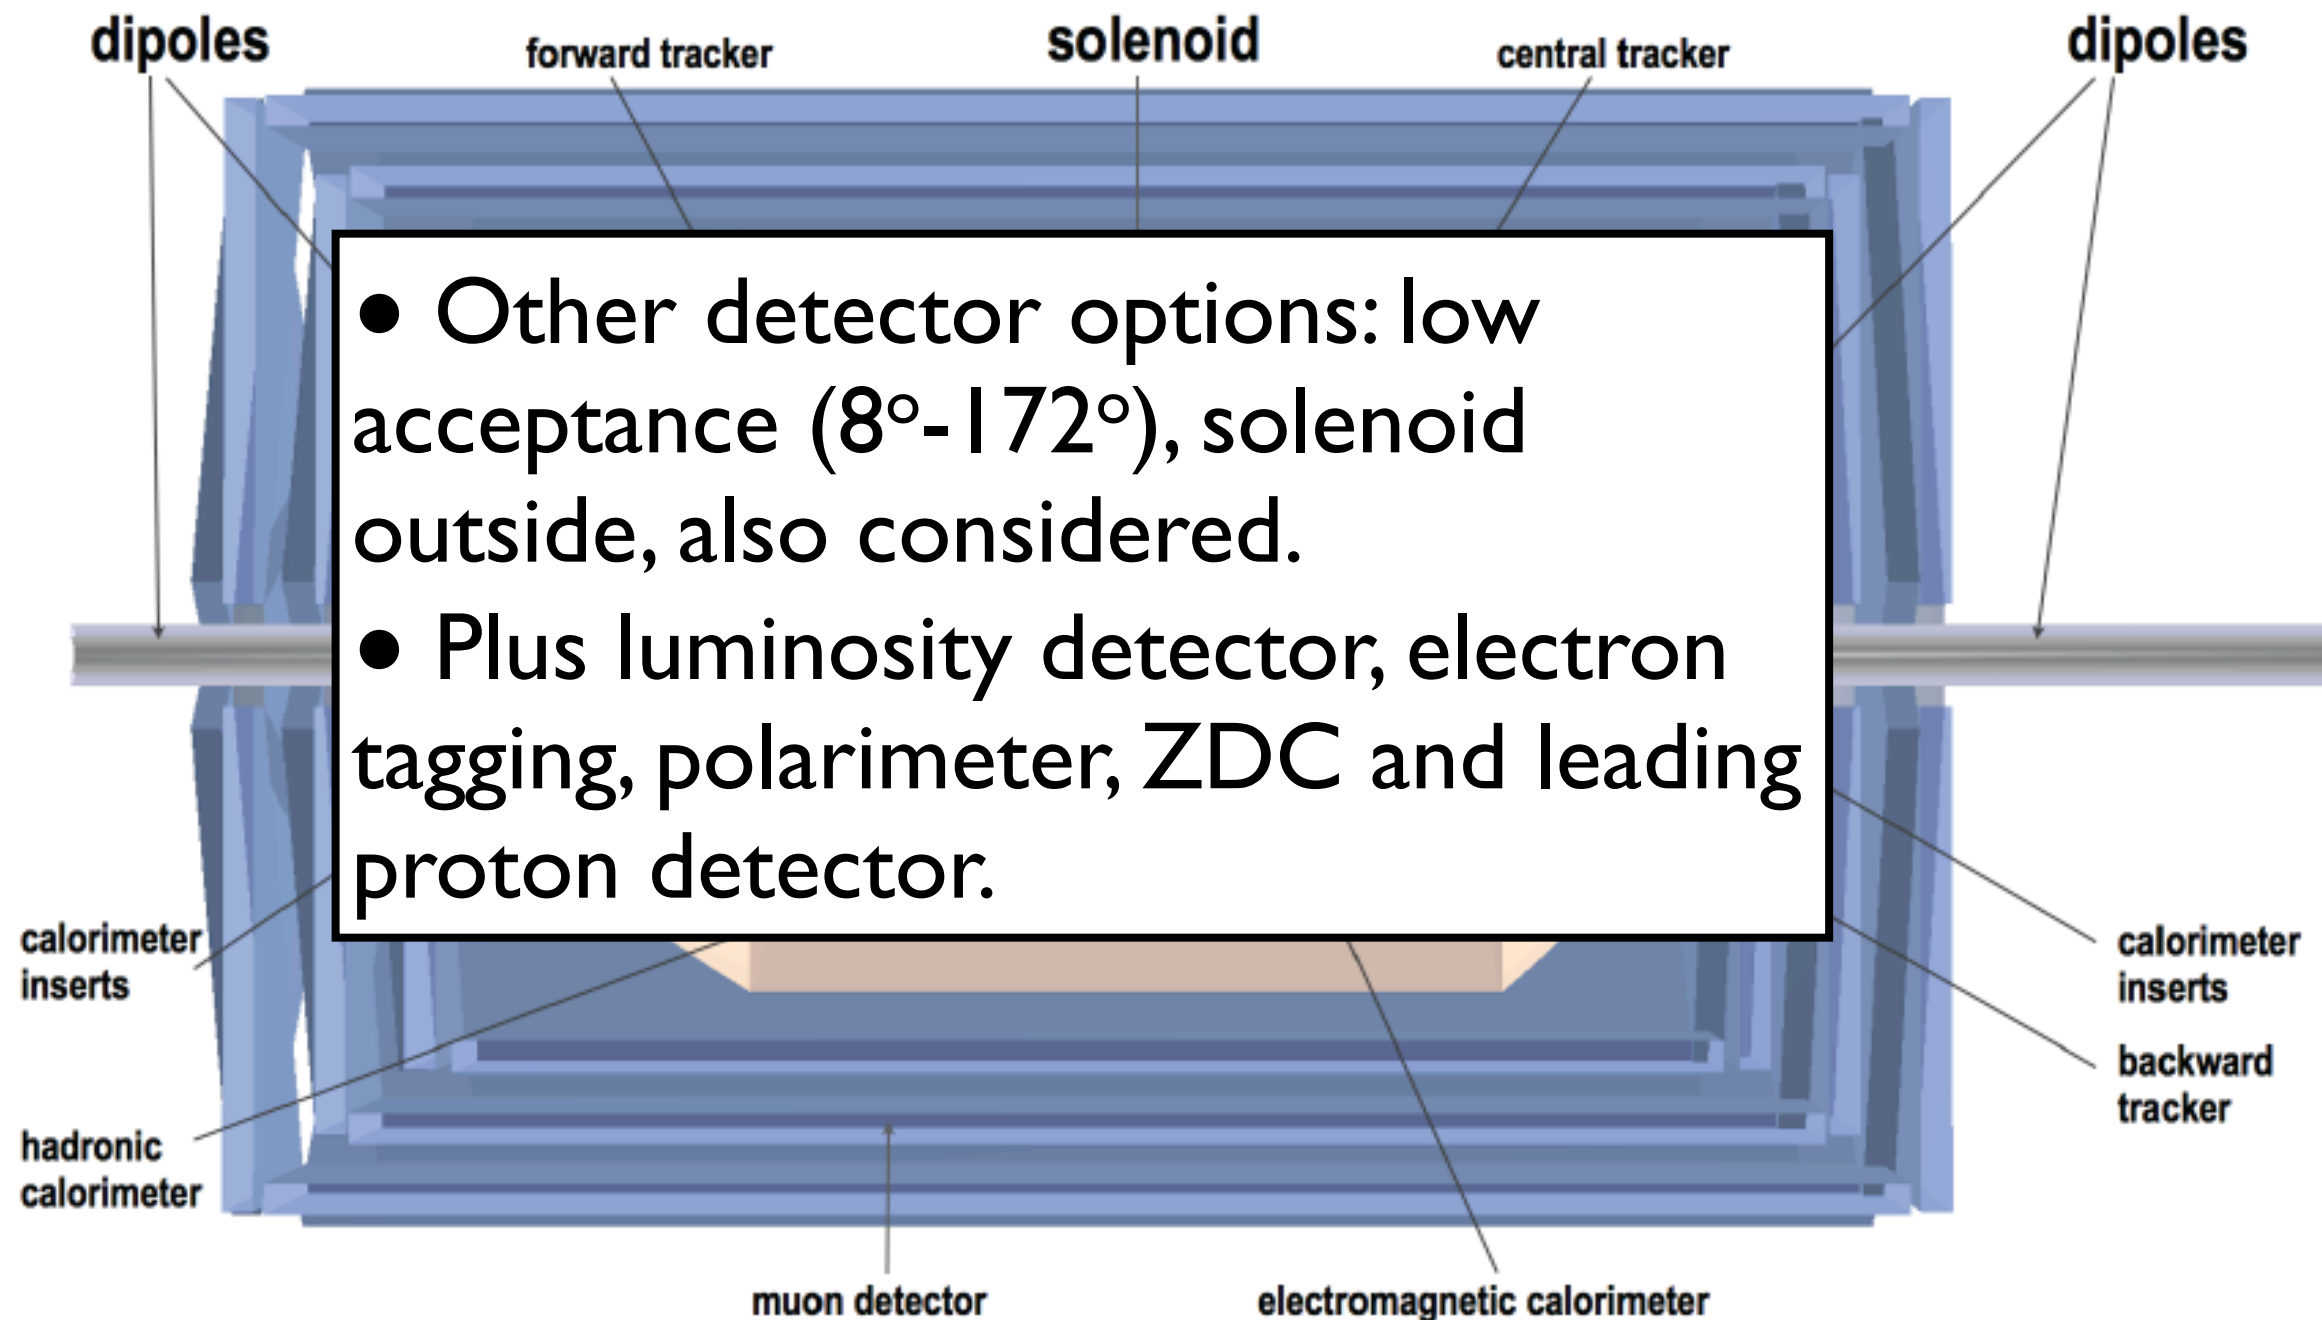 dipoles
forward tracker
solenoid
central tracker
dipoles
• Other detector options: low
acceptance (8°-172°), solenoid
outside, also considered.
• Plus luminosity detector, electron
tagging, polarimeter, ZDC and leading
proton detector.
calorimeter
inserts
calorimeter
inserts
backward
tracker
hadronic
calorimeter
muon detector
electromagnetic calorimeter